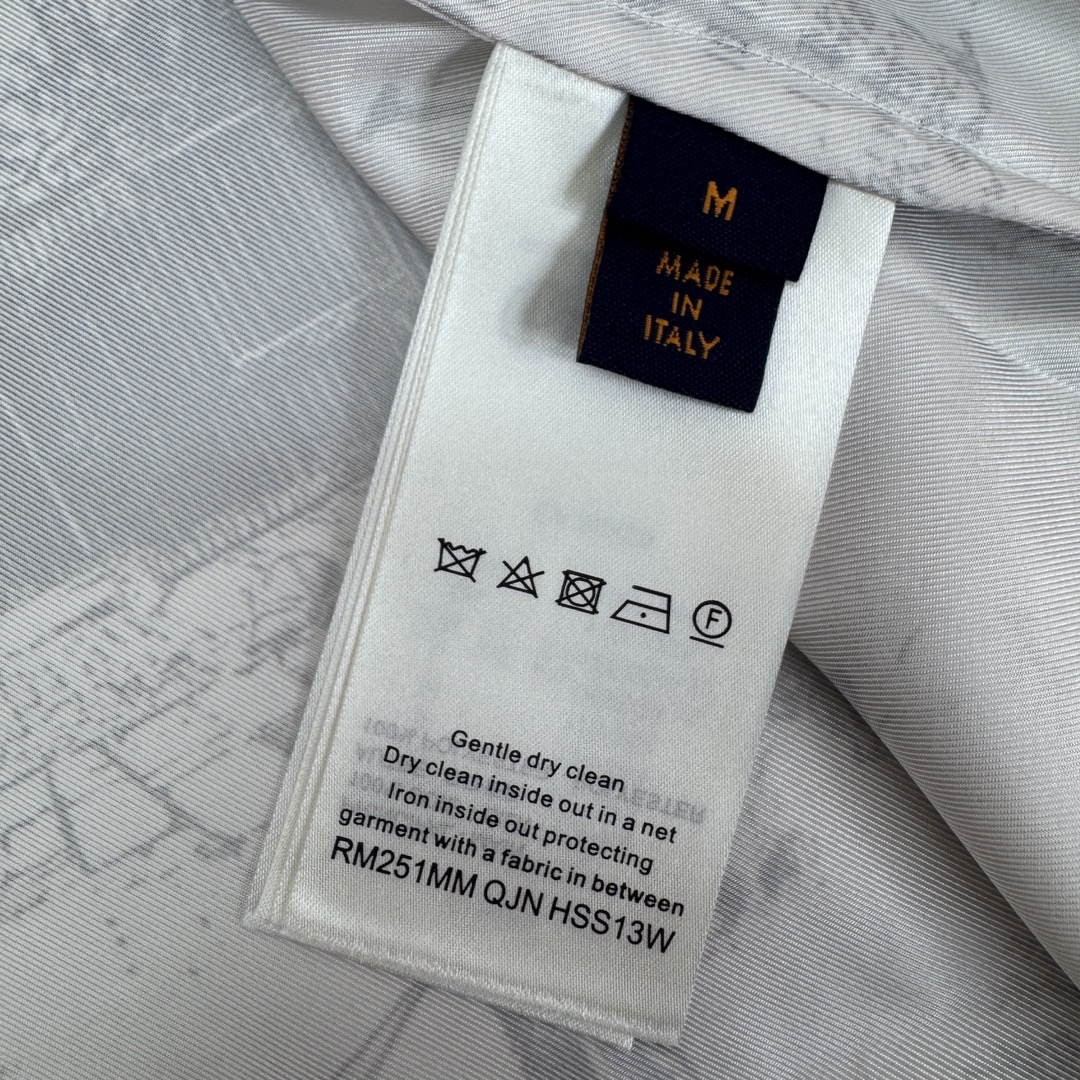 M
MADE
IN
ITALY
F
Gentle dry clean
Dry clean inside out in a net
Iron inside out protecting
garment with a fabric in between
RM251MM QJN HSS13W